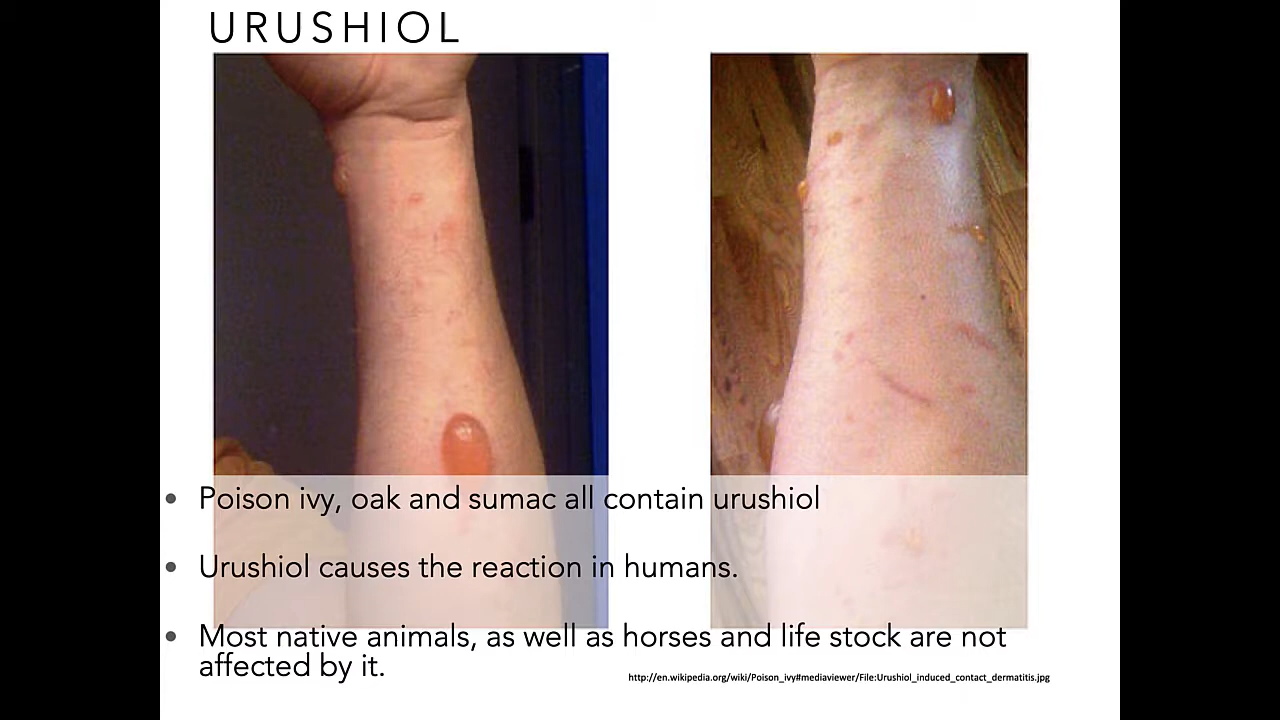 URUSHIOL
• Poison ivy, oak and sumac all contain urushiol
• Urushiol causes the reaction in humans.
• Most native animals, as well as horses and life stock are not
affected by it.
http://en.wikipedia.org/wiki/Poison_ivy#mediaviewer/File:Urushiol_induced_contact_dermatitis.jpg